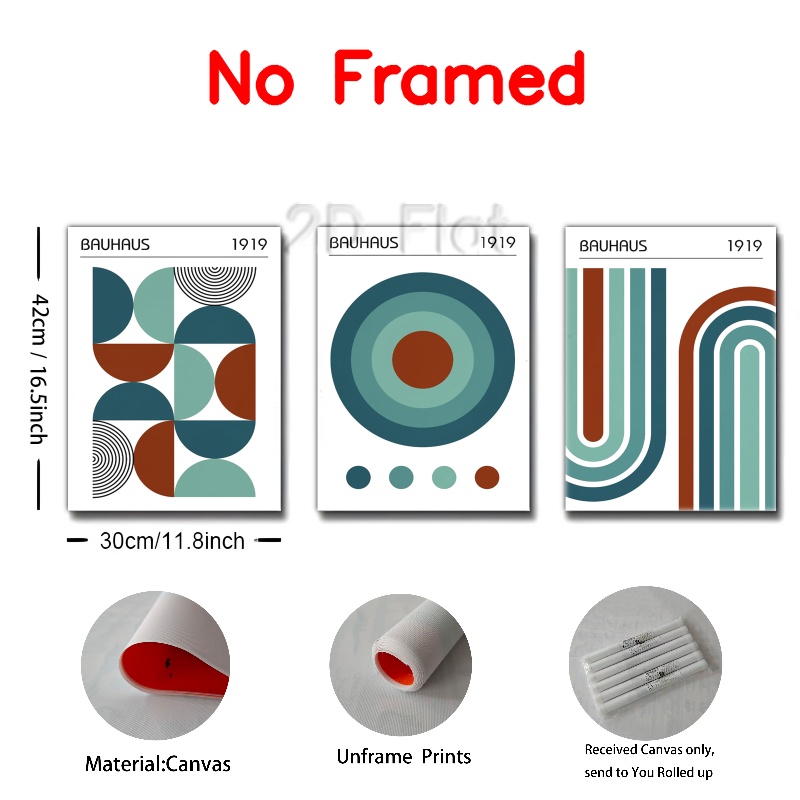 No Framed
2D Flat
BAUHAUS 1919
BAUHAUS 1919
BAUHAUS 1919
42cm / 16.5inch
30cm/11.8inch
Material:Canvas
Unframe Prints
Received Canvas only,
send to You Rolled up